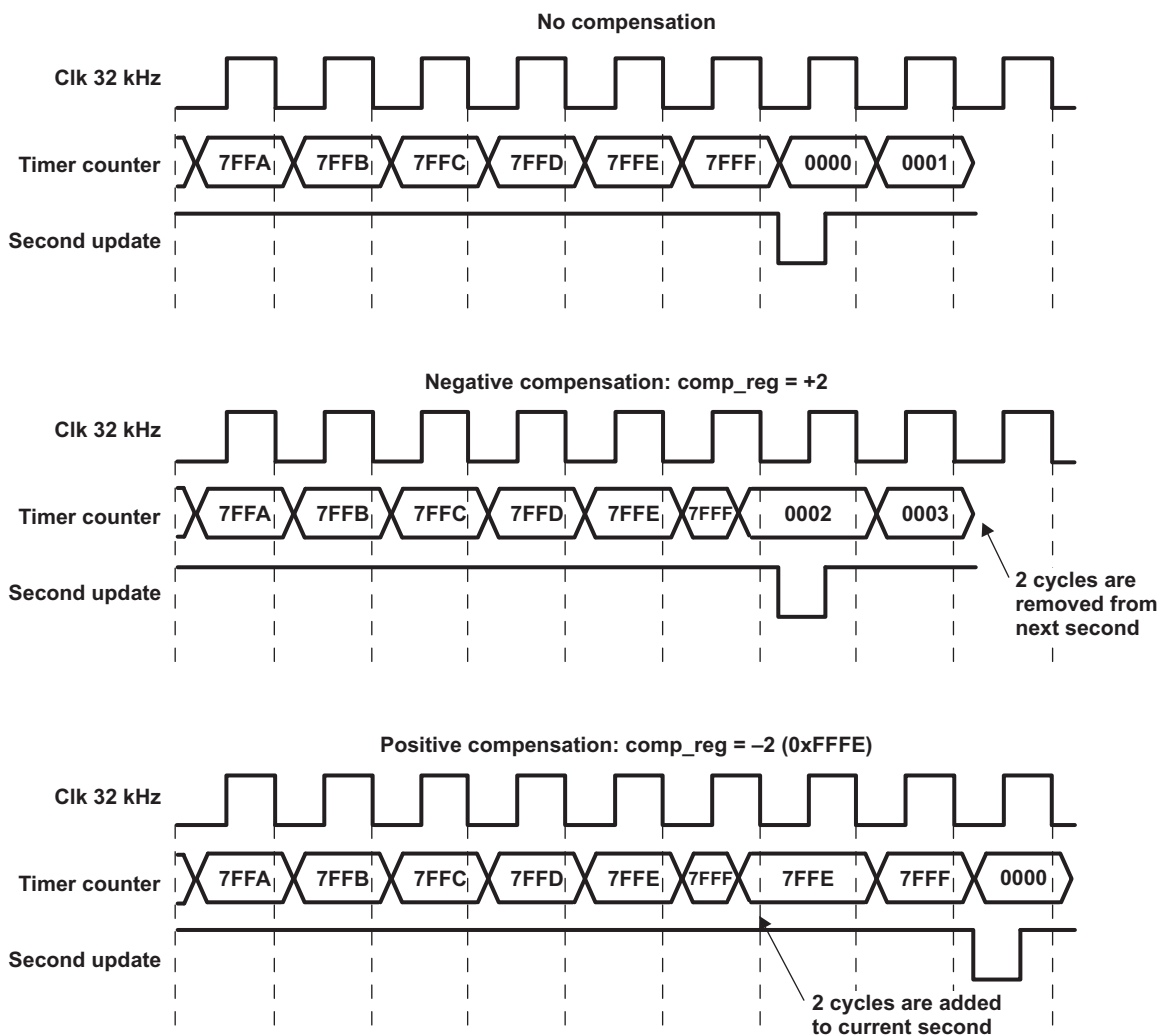 No compensation
Clk 32 kHz
Timer counter 7FFA 7FFB 7FFC 7FFD 7FFE 7FFF 0000 0001
Second update
Negative compensation: comp_reg = +2
Clk 32 kHz
Timer counter 7FFA 7FFB 7FFC 7FFD 7FFE 7FFF 0002 0003
Second update
2 cycles are
removed from
next second
Positive compensation: comp_reg = –2 (0xFFFE)
Clk 32 kHz
Timer counter 7FFA 7FFB 7FFC 7FFD 7FFE 7FFF 7FFE 7FFF 0000
Second update
2 cycles are added
to current second